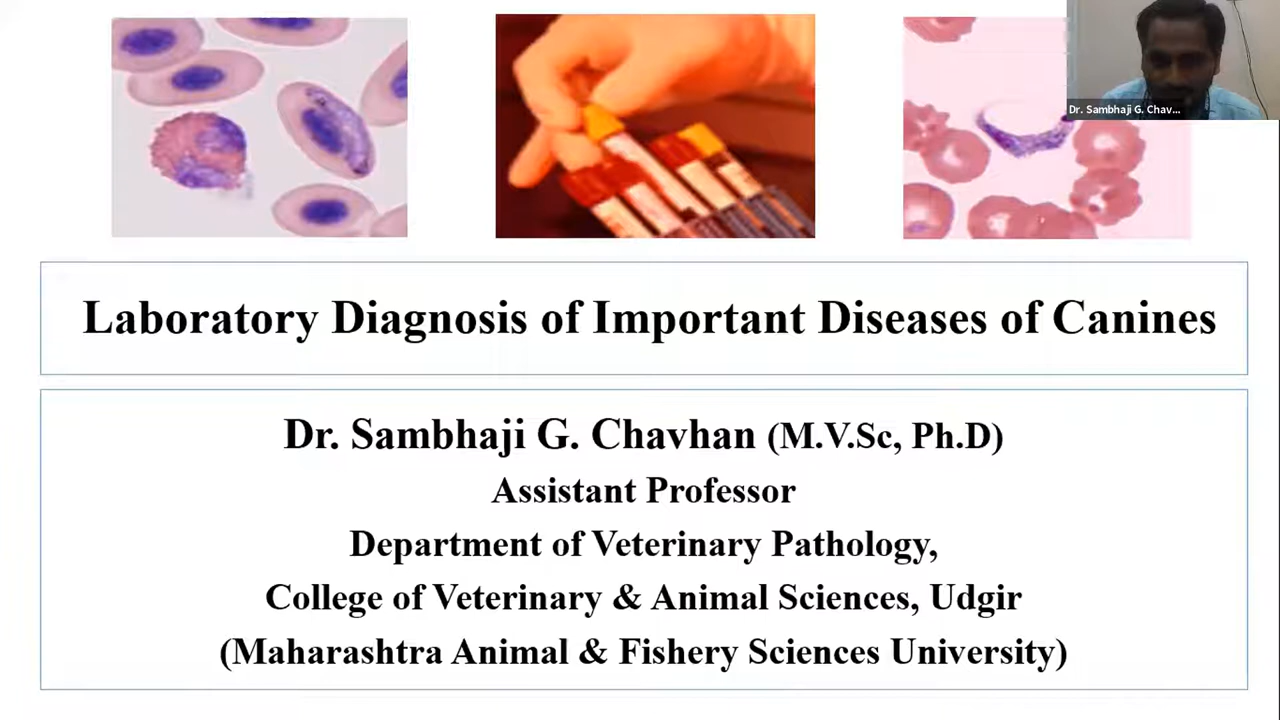 Dr. Sambhaji G. Chav...
Laboratory Diagnosis of Important Diseases of Canines
Dr. Sambhaji G. Chavhan (M.V.Sc, Ph.D)
Assistant Professor
Department of Veterinary Pathology,
College of Veterinary & Animal Sciences, Udgir
(Maharashtra Animal & Fishery Sciences University)